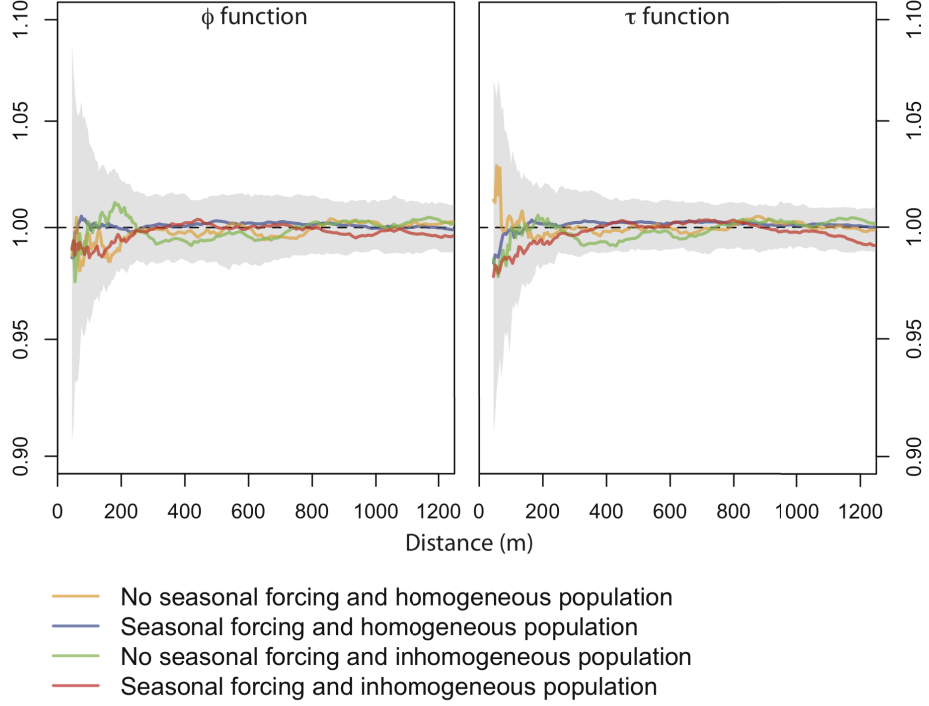 ϕ function
τ function
1.10
1.05
1.00
0.95
0.90
1.10
1.05
1.00
0.95
0.90
0 200 400 600 800 1000 1200
0 200 400 600 800 1000 1200
Distance (m)
No seasonal forcing and homogeneous population
Seasonal forcing and homogeneous population
No seasonal forcing and inhomogeneous population
Seasonal forcing and inhomogeneous population